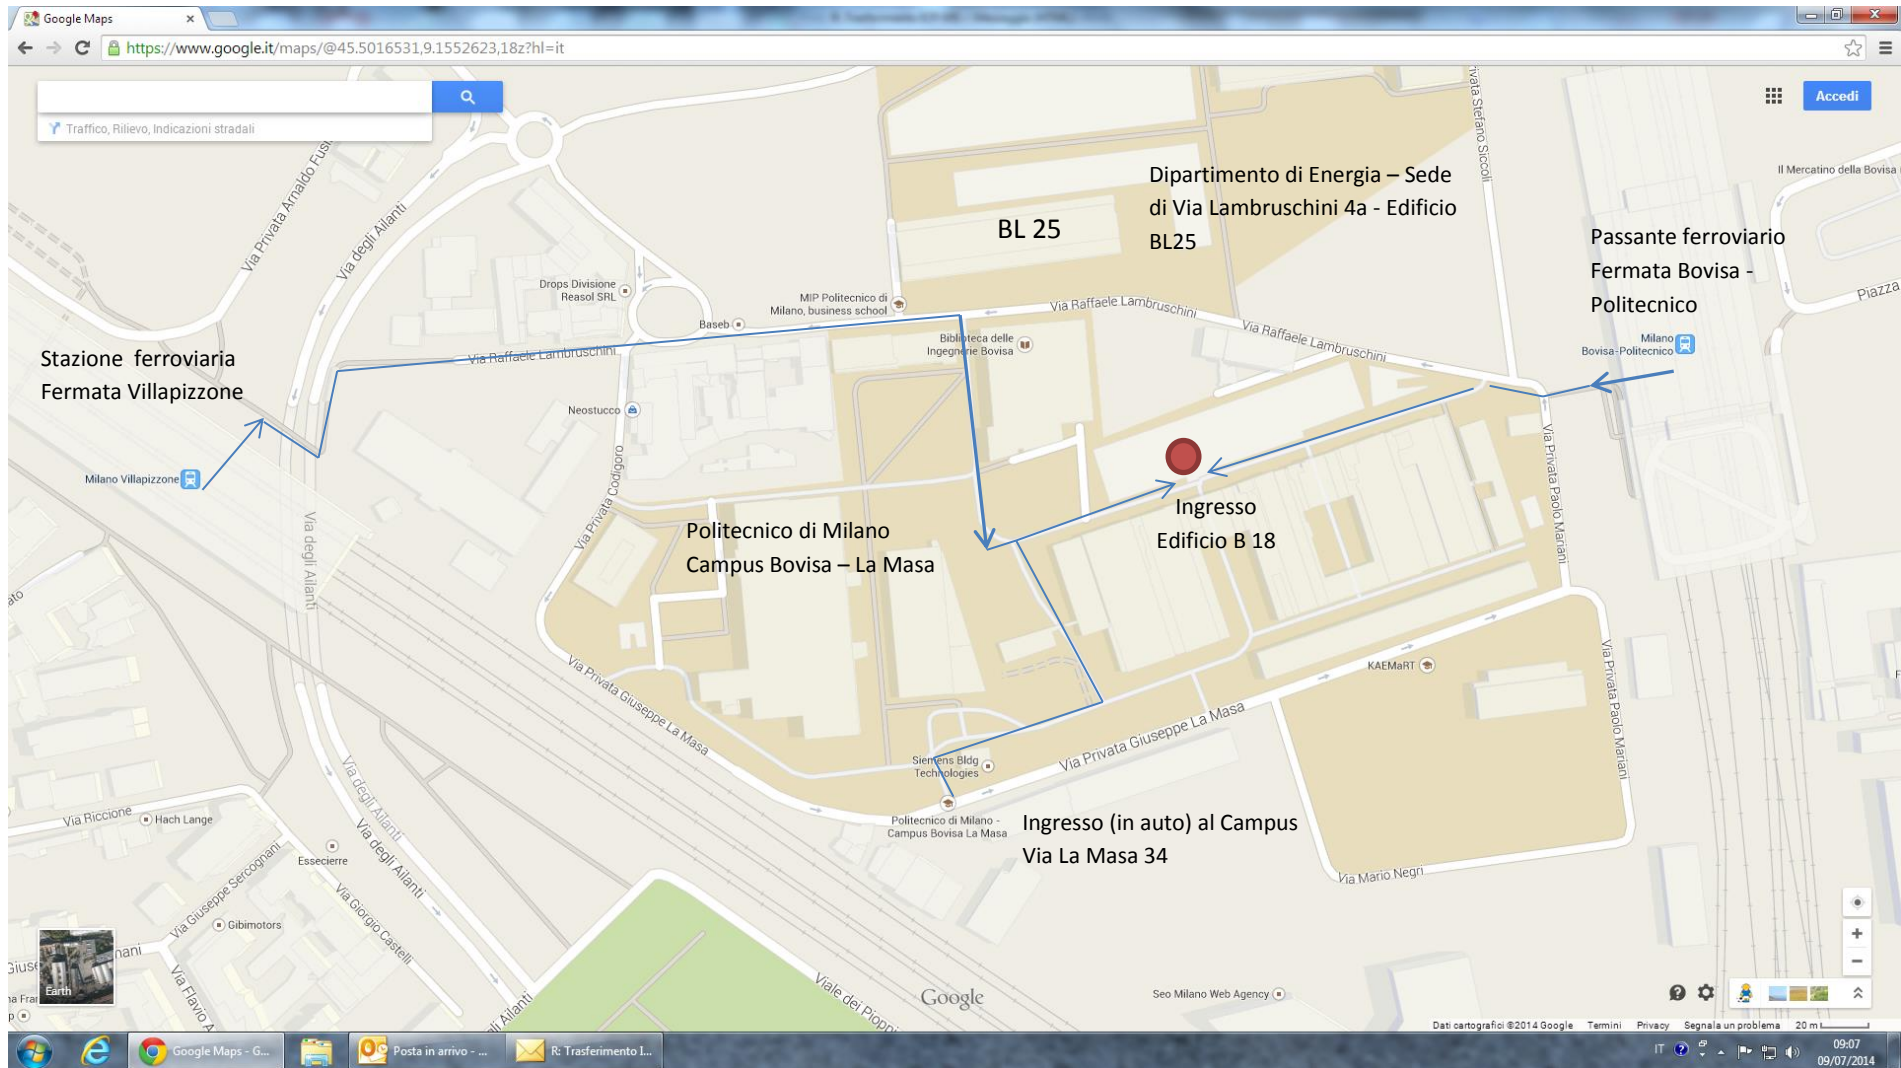 Google Maps
https://www.google.it/maps/@45.5016531,9.1552623,18z?hl=it
Traffico, Rilievo, Indicazioni stradali
Accedi
Via Privata Arnaldo
Via degli Ailanti
Privata Stefano Siccoli
Il Mercatino della Bovisa
Dipartimento di Energia – Sede
di Via Lambruschini 4a - Edificio
BL25
BL 25
Passante ferroviario
Fermata Bovisa -
Politecnico
Piazza
Drops Divisione
Reasol SRL
MIP Politecnico di
Milano, business school
Via Raffaele Lambruschini
Via Raffaele Lambruschini
Baseb
Biblioteca delle
Ingegnerie Bovisa
Milano
Bovisa-Politecnico
Stazione ferroviaria
Fermata Villapizzone
Via Raffaele Lambruschini
Neostucco
Milano Villapizzone
Via Privata Codigoro
Via degli Ailanti
Via Privata Paolo Mariani
Ingresso
Edificio B 18
Politecnico di Milano
Campus Bovisa – La Masa
Via Privata Giuseppe La Masa
KAEMaRT
Via Privata Paolo Mariani
Via Privata Giuseppe La Masa
Siemens Bldg
Technologies
Politecnico di Milano -
Campus Bovisa La Masa
Ingresso (in auto) al Campus
Via La Masa 34
Via degli Ailanti
Via Riccione
Hach Lange
Via degli Ailanti
Essecierre
Via Giuseppe Sercognani
Via Giorgio Castelli
Gibimotors
Via Mario Negri
Earth
Via Flavio A
Ailanti
Viale dei Pioppi
Google
Seo Milano Web Agency
Dati cartografici ©2014 Google Termini Privacy Segnala un problema 20 m
Google Maps - G...
Posta in arrivo - ...
R: Trasferimento I...
IT
09:07
09/07/2014